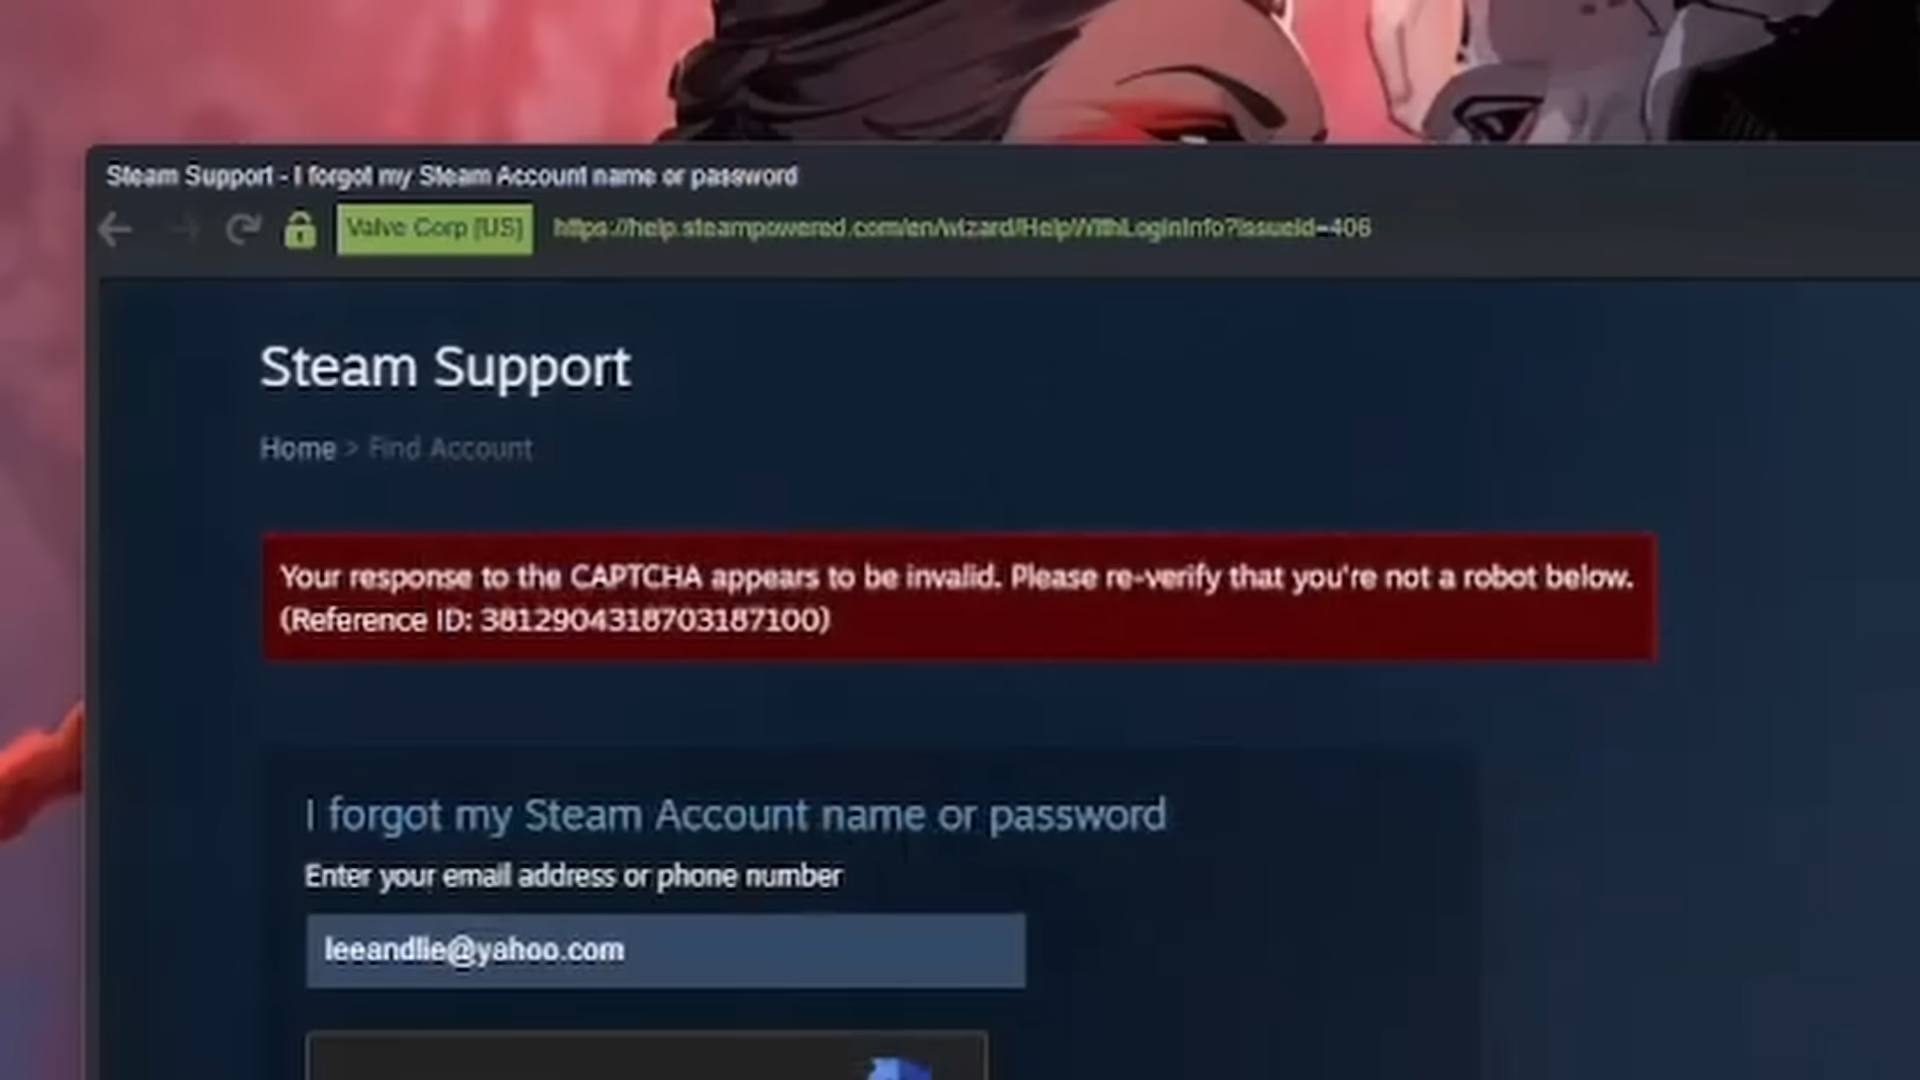 Steam Support - I forgot my Steam Account name or password
Valve Corp [US] https://help.steampowered.com/en/wizard/HelpWithLoginInfo?issueid=406
Steam Support
Home > Find Account
Your response to the CAPTCHA appears to be invalid. Please re-verify that you're not a robot below.
(Reference ID: 3812904318703187100)
I forgot my Steam Account name or password
Enter your email address or phone number
leeandlie@yahoo.com